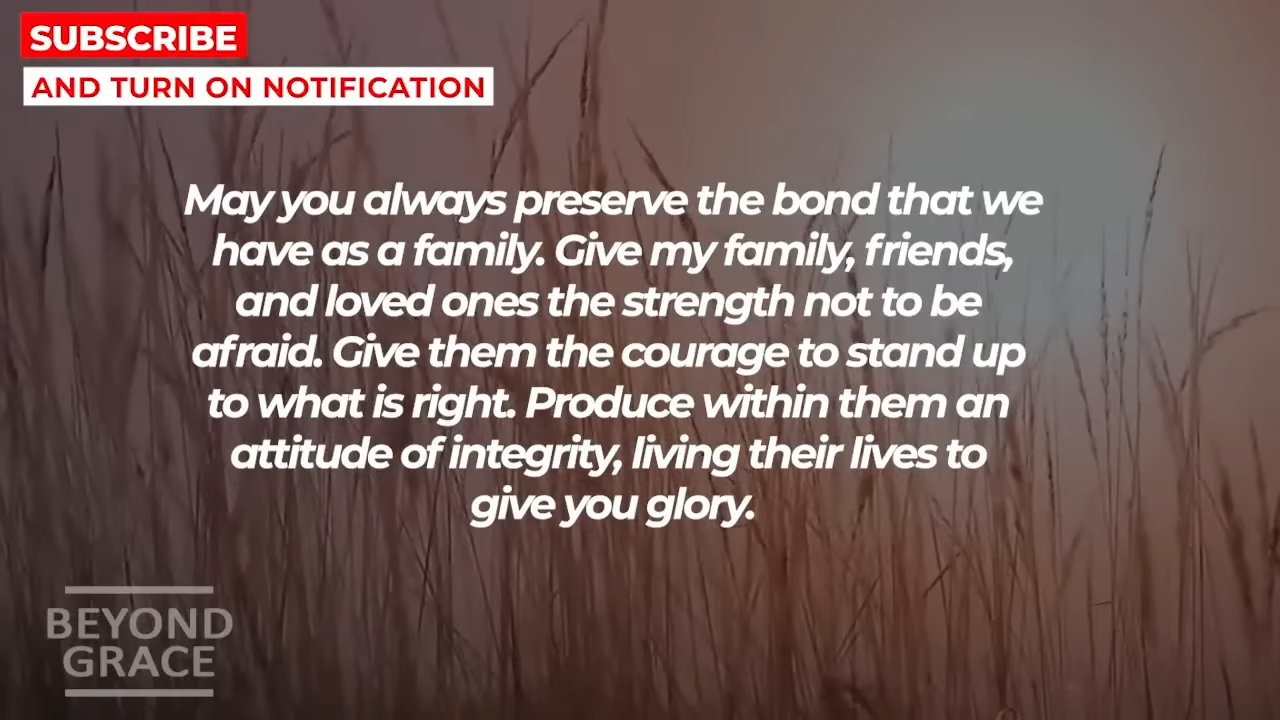 SUBSCRIBE
AND TURN ON NOTIFICATION
May you always preserve the bond that we
have as a family. Give my family, friends,
and loved ones the strength not to be
afraid. Give them the courage to stand up
to what is right. Produce within them an
attitude of integrity, living their lives to
give you glory.
BEYOND
GRACE